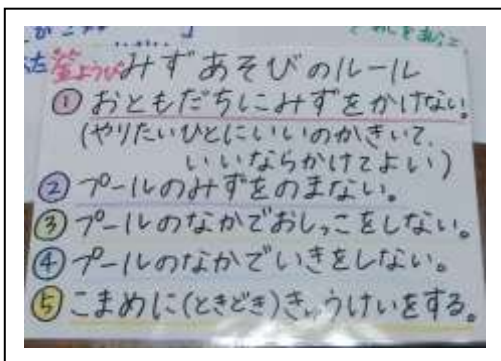 みずあそびのルール
① おともだちにみずをかけない。
(やりたいひとにいいのかきいて、
いいならかけてよい)
② プールのみずをのまない。
③ プールのなかでおしっこをしない。
④ プールのなかでいきをしない。
⑤ こまめに(ときどき)きゅうけいをする。